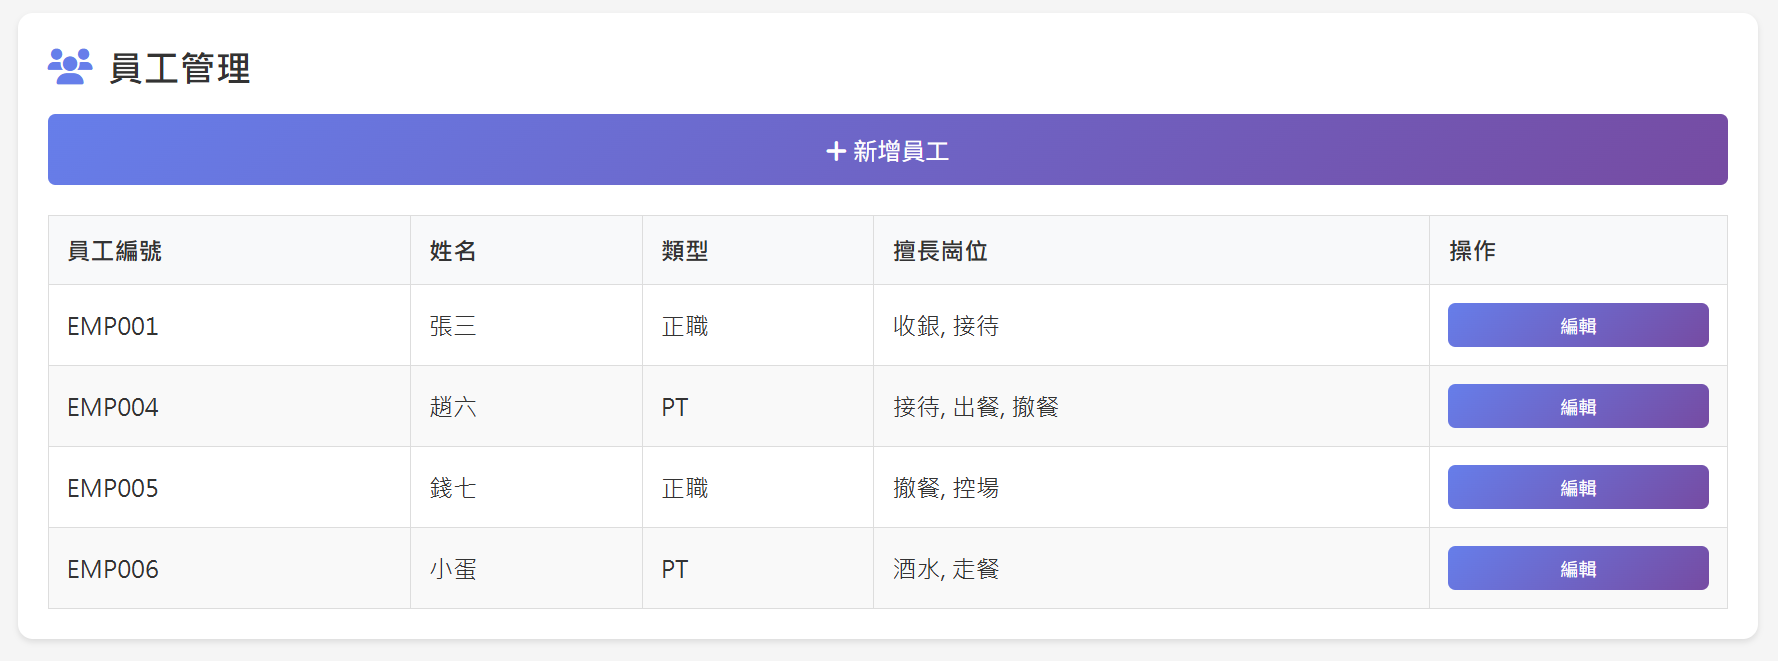 員工管理
+ 新增員工
員工編號 姓名 類型 擅長崗位 操作
EMP001 張三 正職 收銀, 接待 編輯
EMP004 趙六 PT 接待, 出餐, 撤餐 編輯
EMP005 錢七 正職 撤餐, 控場 編輯
EMP006 小蛋 PT 酒水, 走餐 編輯